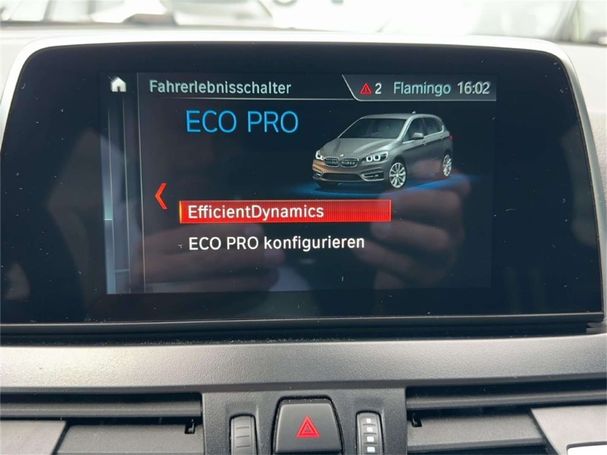 Fahrerlebnisschalter 2 Flamingo 16:02
ECO PRO
EfficientDynamics
ECO PRO konfigurieren